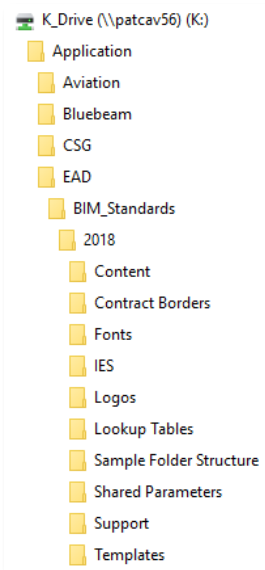 K_Drive (\\patcav56) (K:)
Application
Aviation
Bluebeam
CSG
EAD
BIM_Standards
2018
Content
Contract Borders
Fonts
IES
Logos
Lookup Tables
Sample Folder Structure
Shared Parameters
Support
Templates